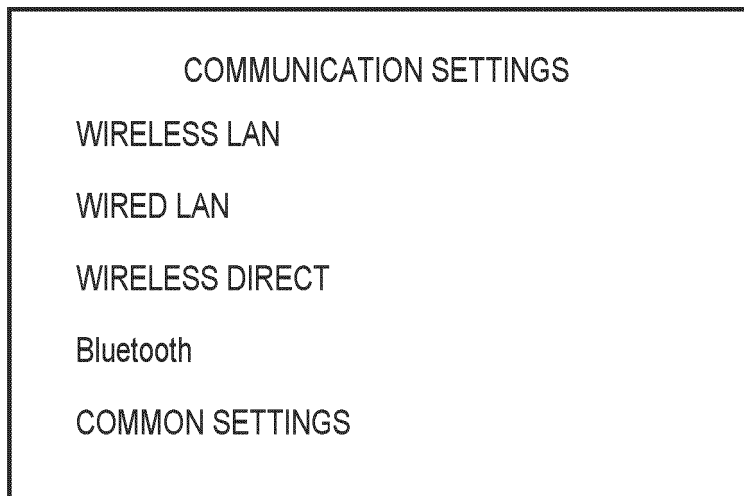 COMMUNICATION SETTINGS
WIRELESS LAN
WIRED LAN
WIRELESS DIRECT
Bluetooth
COMMON SETTINGS